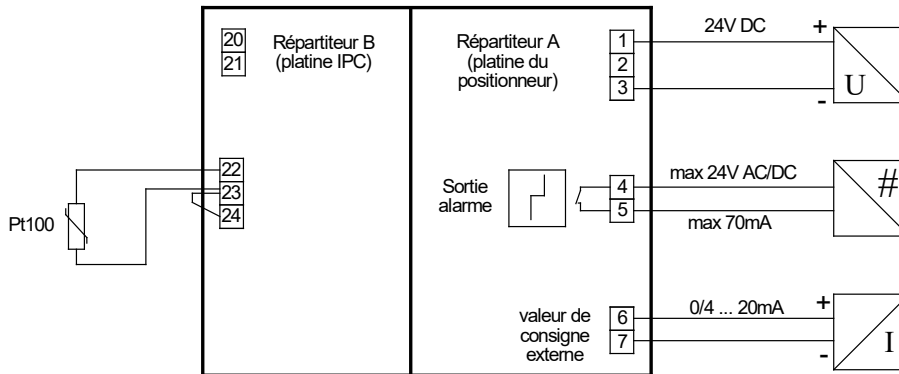 20
21
Répartiteur B
(platine IPC)
Répartiteur A
(platine du
positionneur)
1
2
3
24V DC
+
-
U
22
23
24
Pt100
Sortie
alarme
4
5
max 24V AC/DC
max 70mA
#
valeur de
consigne
externe
6
7
0/4 ... 20mA
+
-
I